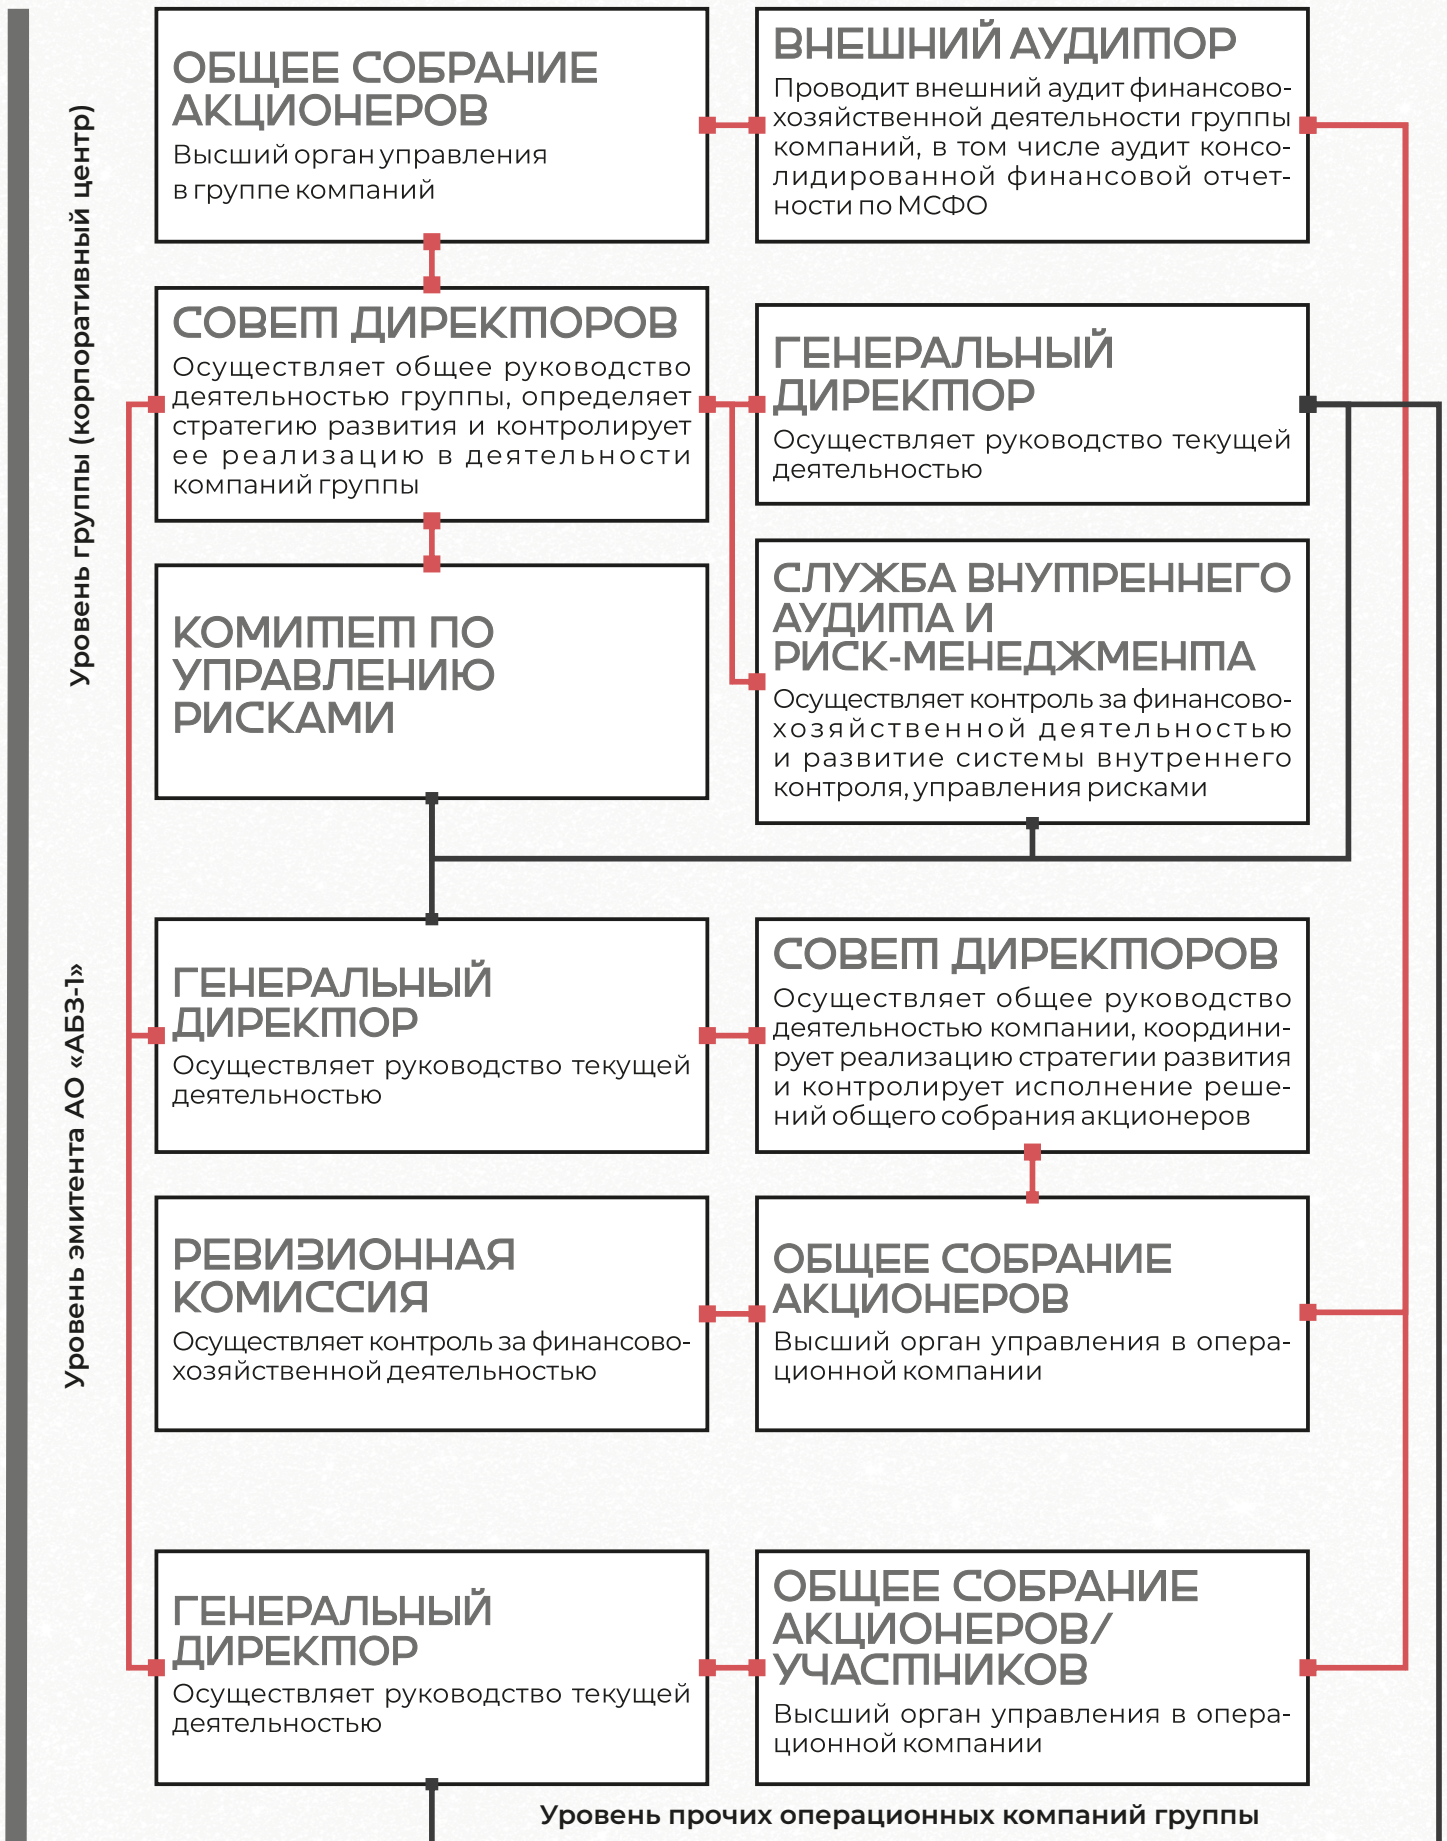 Уровень группы (корпоративный центр)
ОБЩЕЕ СОБРАНИЕ
АКЦИОНЕРОВ
Высший орган управления
в группе компаний
ВНЕШНИЙ АУДИТОР
Проводит внешний аудит финансово-
хозяйственной деятельности группы
компаний, в том числе аудит консо-
лидированной финансовой отчет-
ности по МСФО
СОВЕТ ДИРЕКТОРОВ
Осуществляет общее руководство
деятельностью группы, определяет
стратегию развития и контролирует
ее реализацию в деятельности
компаний группы
ГЕНЕРАЛЬНЫЙ
ДИРЕКТОР
Осуществляет руководство текущей
деятельностью
КОМИТЕТ ПО
УПРАВЛЕНИЮ
РИСКАМИ
СЛУЖБА ВНУТРЕННЕГО
АУДИТА И
РИСК-МЕНЕДЖМЕНТА
Осуществляет контроль за финансово-
хозяйственной деятельностью
и развитие системы внутреннего
контроля, управления рисками
Уровень эмитента АО «АБЗ-1»
ГЕНЕРАЛЬНЫЙ
ДИРЕКТОР
Осуществляет руководство текущей
деятельностью
СОВЕТ ДИРЕКТОРОВ
Осуществляет общее руководство
деятельностью компании, координи-
рует реализацию стратегии развития
и контролирует исполнение реше-
ний общего собрания акционеров
РЕВИЗИОННАЯ
КОМИССИЯ
Осуществляет контроль за финансово-
хозяйственной деятельностью
ОБЩЕЕ СОБРАНИЕ
АКЦИОНЕРОВ
Высший орган управления в опера-
ционной компании
ГЕНЕРАЛЬНЫЙ
ДИРЕКТОР
Осуществляет руководство текущей
деятельностью
ОБЩЕЕ СОБРАНИЕ
АКЦИОНЕРОВ/
УЧАСТНИКОВ
Высший орган управления в опера-
ционной компании
Уровень прочих операционных компаний группы